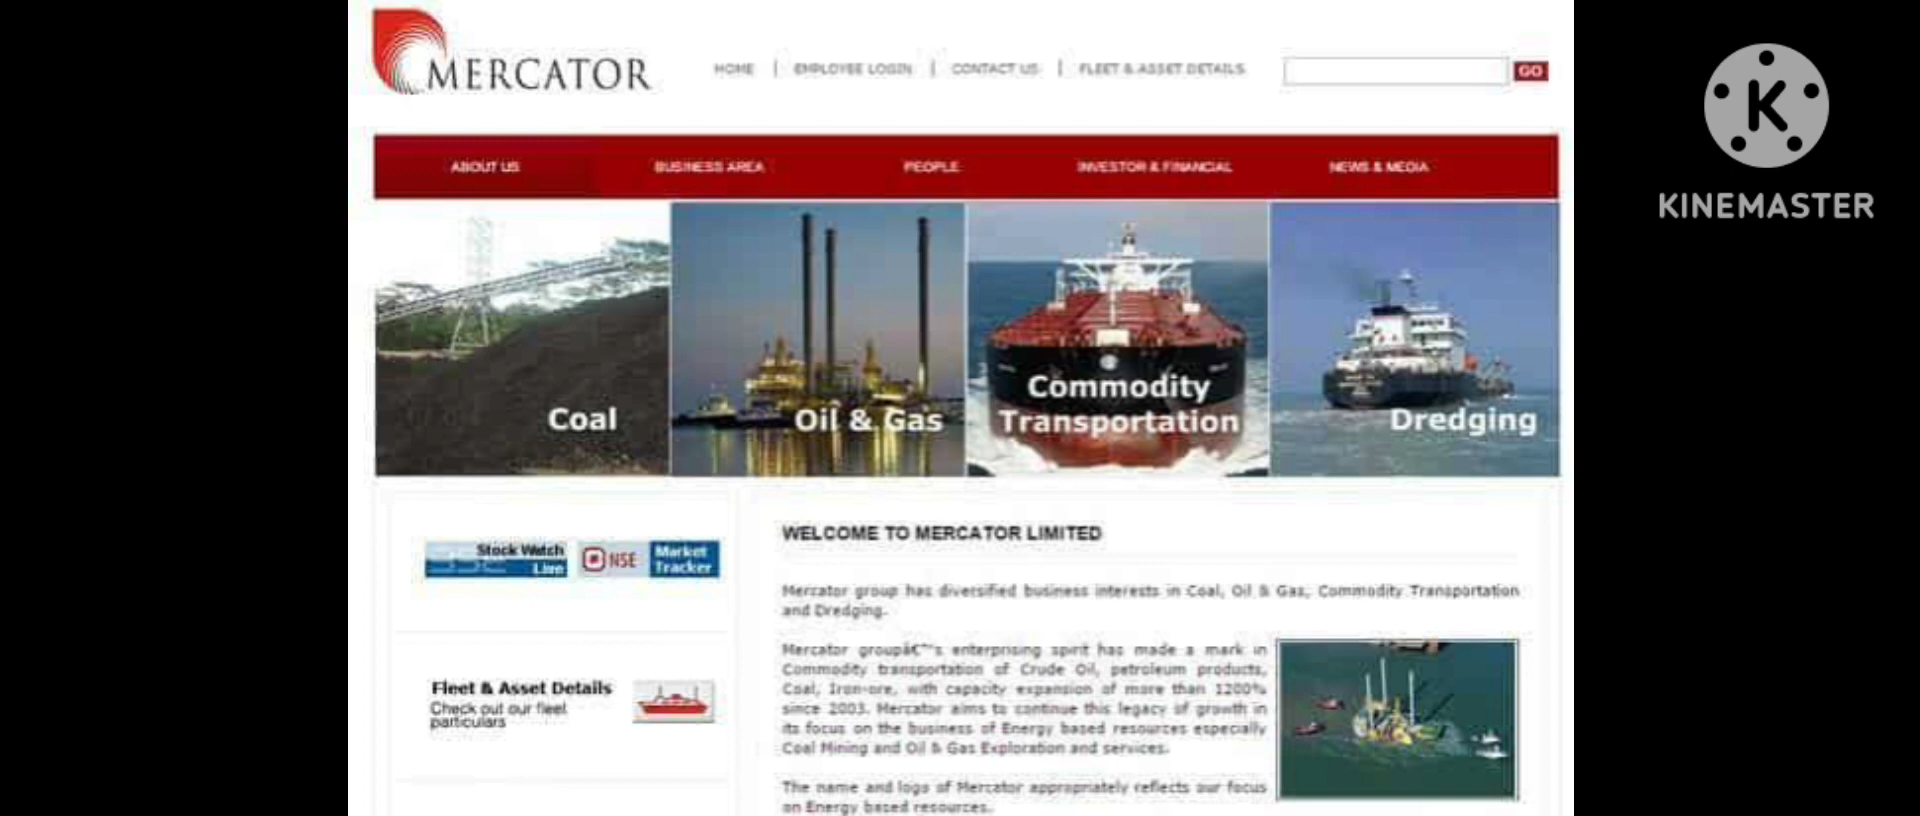 MERCATOR
HOME | EMPLOYEE LOGIN | CONTACT US | FLEET & ASSET DETAILS
GO
K
KINEMASTER
ABOUT US
BUSINESS AREA
PEOPLE
INVESTOR & FINANCIAL
NEWS & MEDIA
Coal
Oil & Gas
Commodity
Transportation
Dredging
Stock Watch
Live
NSE
Market
Tracker
Fleet & Asset Details
Check out our fleet
particulars
WELCOME TO MERCATOR LIMITED
Mercator group has diversified business interests in Coal, Oil & Gas, Commodity Transportation
and Dredging.
Mercator groupâ€™s enterprising spirit has made a mark in
Commodity transportation of Crude Oil, petroleum products,
Coal, Iron-ore, with capacity expansion of more than 1200%
since 2003. Mercator aims to continue this legacy of growth in
its focus on the business of Energy based resources especially
Coal Mining and Oil & Gas Exploration and services.
The name and logo of Mercator appropriately reflects our focus
on Energy based resources.